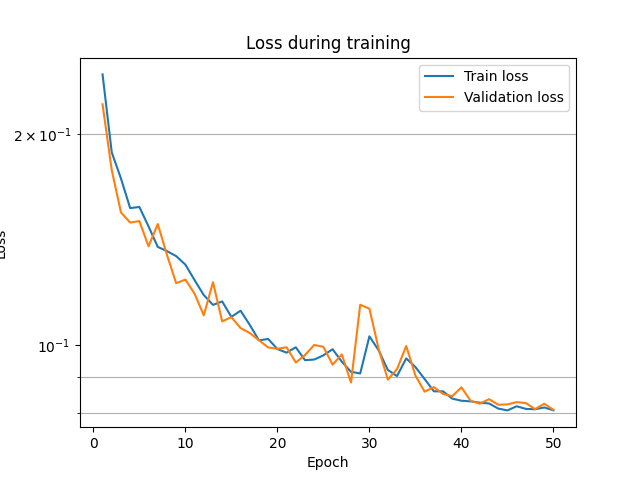 Loss during training
Train loss
Validation loss
2 × 10⁻¹
10⁻¹
Loss
0 10 20 30 40 50
Epoch